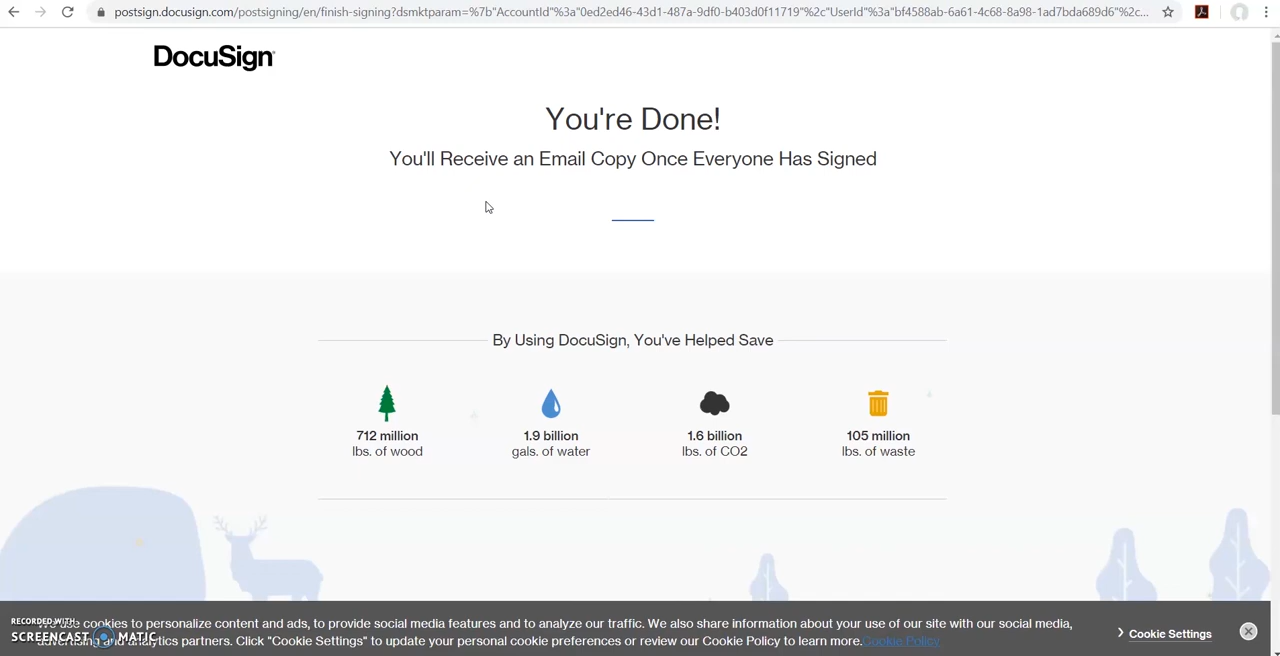 postsign.docusign.com/postsigning/en/finish-signing?dsmktparam=%7b"AccountId"%3a"0ed2ed46-43d1-487a-9df0-b403d0f11719"%2c"UserId"%3a"bf4588ab-6a61-4c68-8a98-1ad7bda689d6"%2c...
DocuSign
You're Done!
You'll Receive an Email Copy Once Everyone Has Signed
By Using DocuSign, You've Helped Save
712 million 1.9 billion 1.6 billion 105 million
lbs. of wood gals. of water lbs. of CO2 lbs. of waste
RECORDED WITH
SCREENCAST MATIC
We use cookies to personalize content and ads, to provide social media features and to analyze our traffic. We also share information about your use of our site with our social media,
advertising and analytics partners. Click "Cookie Settings" to update your personal cookie preferences or review our Cookie Policy to learn more.Cookie Policy
Cookie Settings